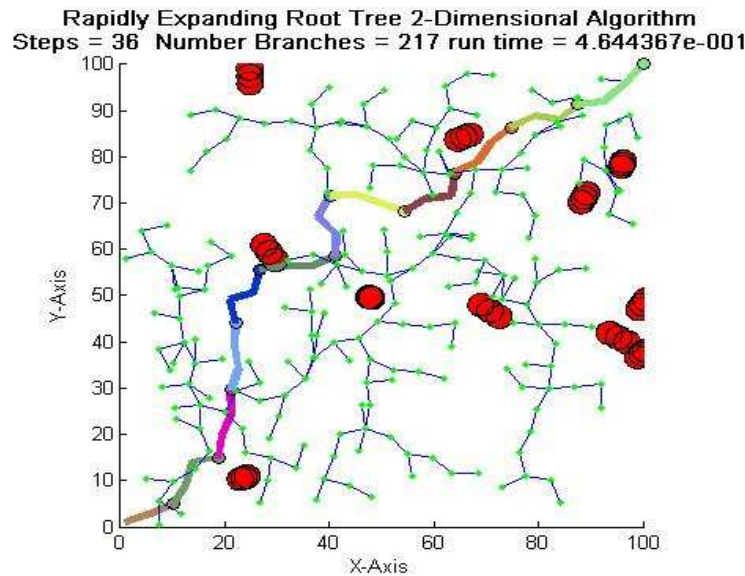 Rapidly Expanding Root Tree 2-Dimensional Algorithm
Steps = 36 Number Branches = 217 run time = 4.644367e-001
100
90
80
70
60
50
40
30
20
10
0
Y-Axis
0 20 40 60 80 100
X-Axis